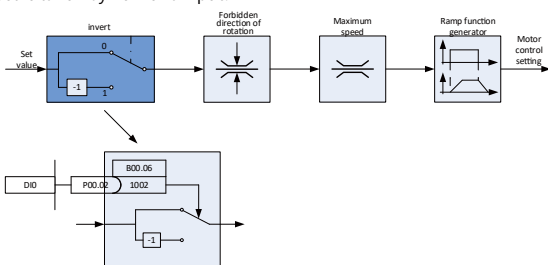 invert
Forbidden
direction of
rotation
Maximum
speed
Ramp function
generator
Set
value
0
-1
1
Motor
control
setting
B00.06
DI0
P00.02
1002
-1